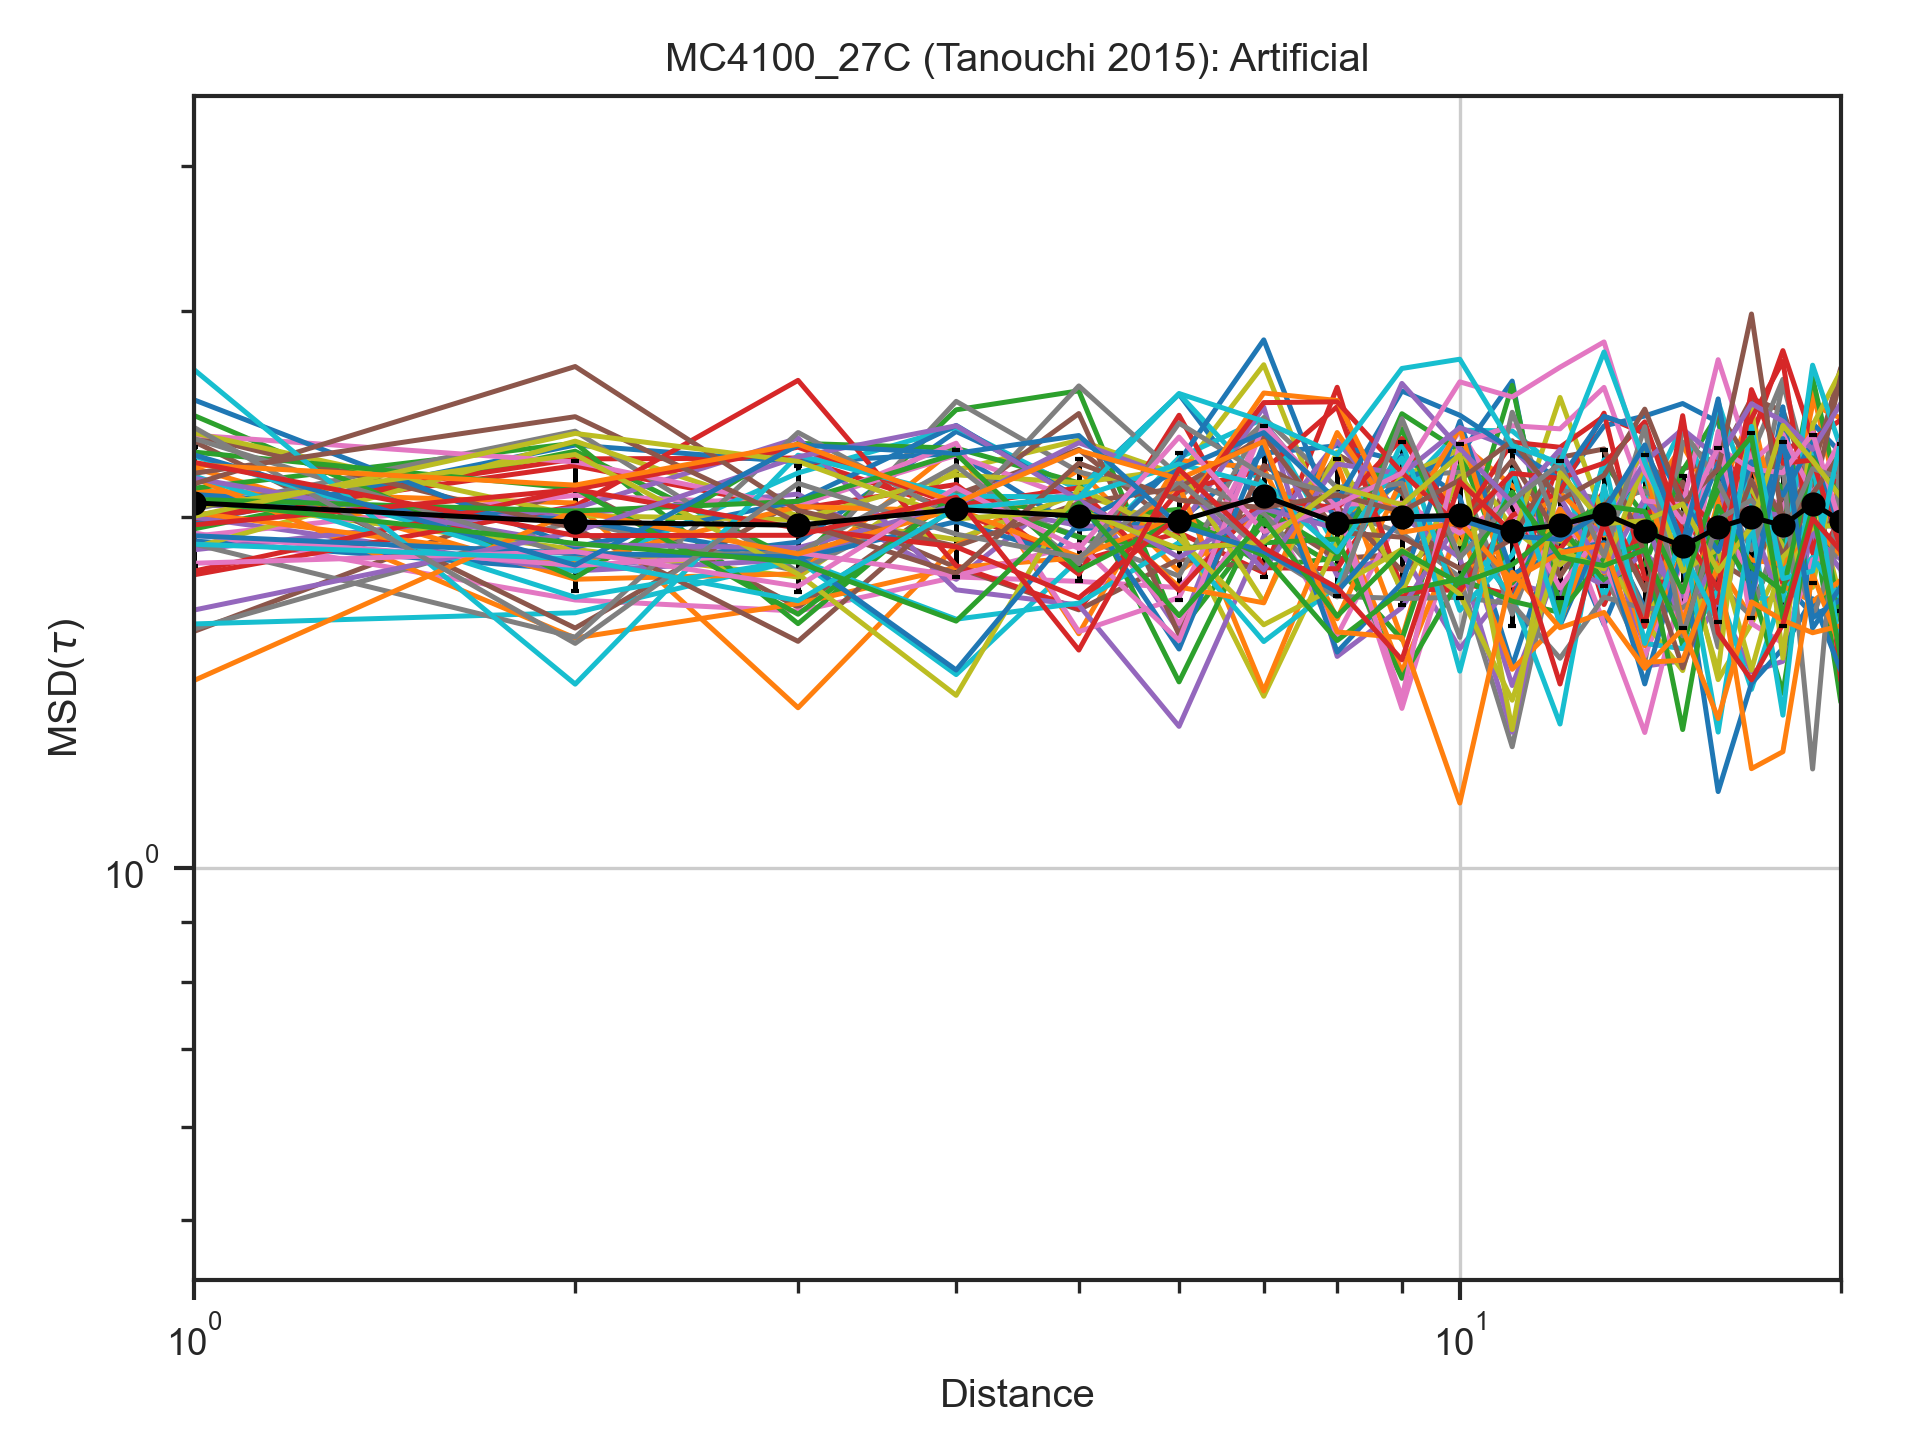 MC4100_27C (Tanouchi 2015): Artificial
MSD(τ)
10⁰
10⁰
10¹
Distance